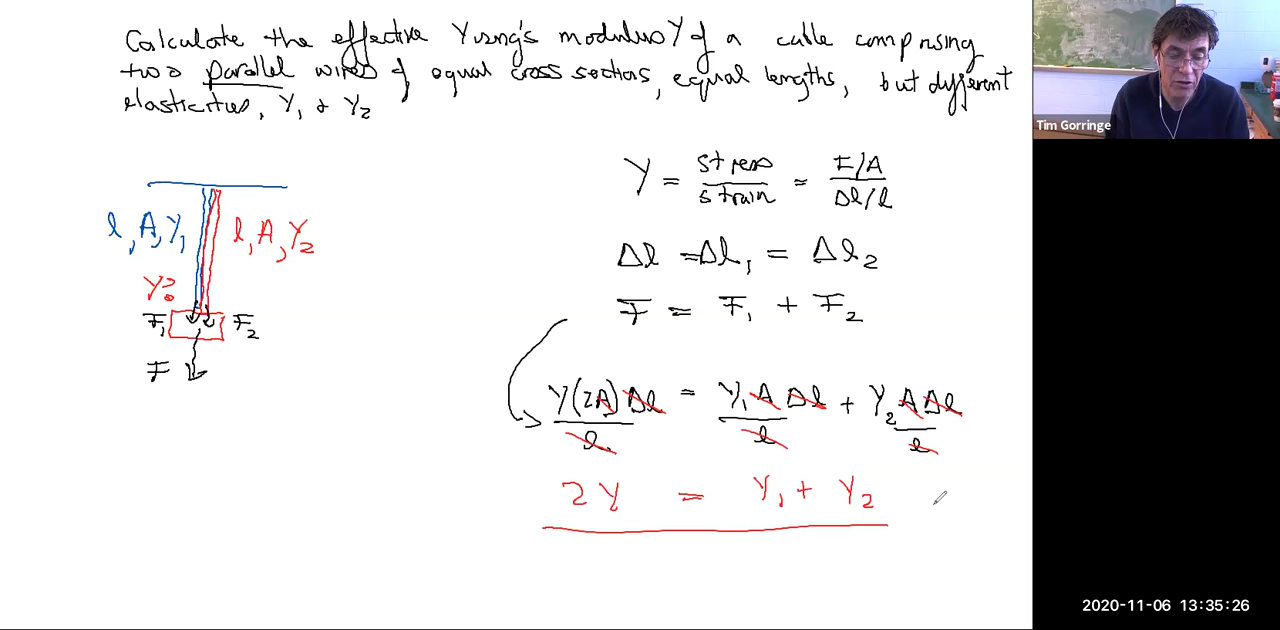 Calculate the effective Young's modulus Y of a cable comprising
two parallel wires of equal cross sections, equal lengths, but different
elasticities, Y₁ & Y₂
Tim Gorringe
Y = stress/strain = F/A / Δl/l
l, A, Y₁
l, A, Y₂
Δl = Δl₁ = Δl₂
Y?
F = F₁ + F₂
F₁
F₂
F
Y(2A)Δl/l = Y₁AΔl/l + Y₂AΔl/l
2Y = Y₁ + Y₂
2020-11-06 13:35:26